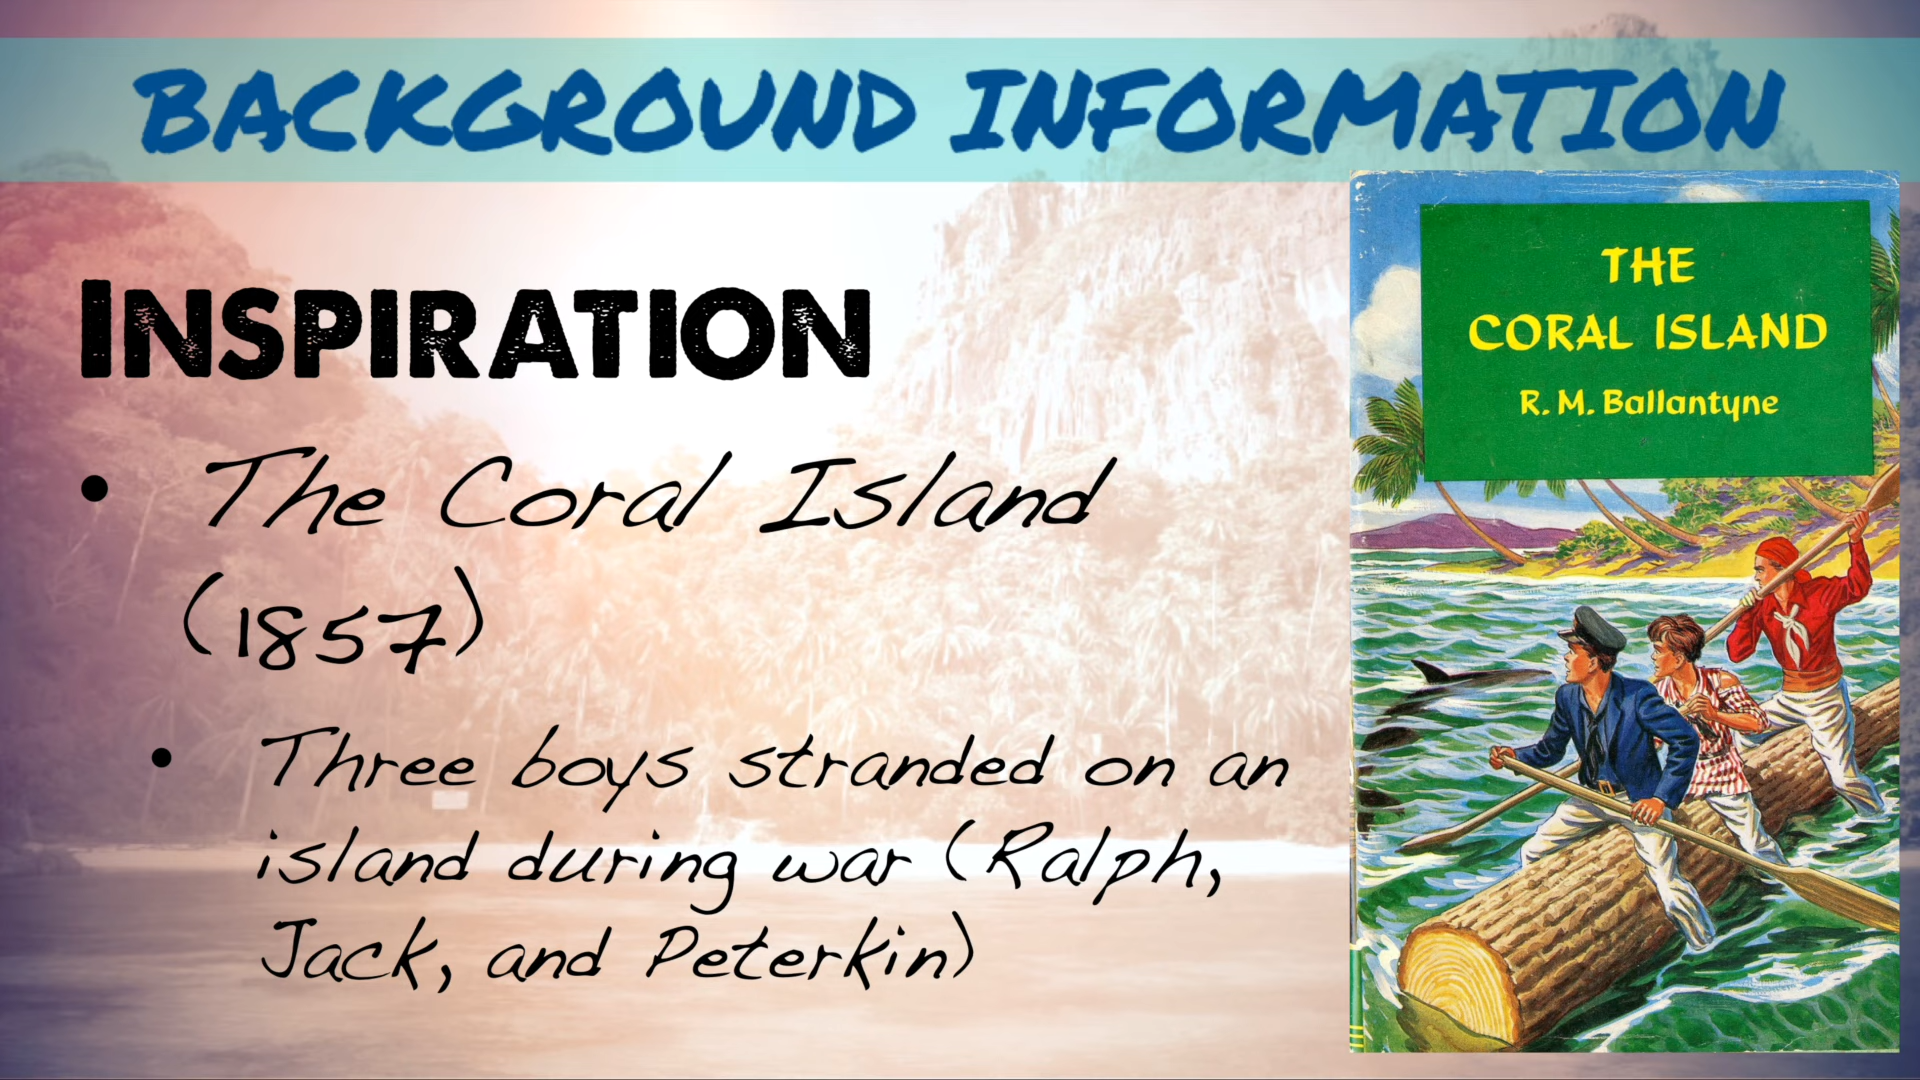 BACKGROUND INFORMATION
INSPIRATION
• The Coral Island
(1857)
• Three boys stranded on an
island during war (Ralph,
Jack, and Peterkin)
THE
CORAL ISLAND
R. M. Ballantyne